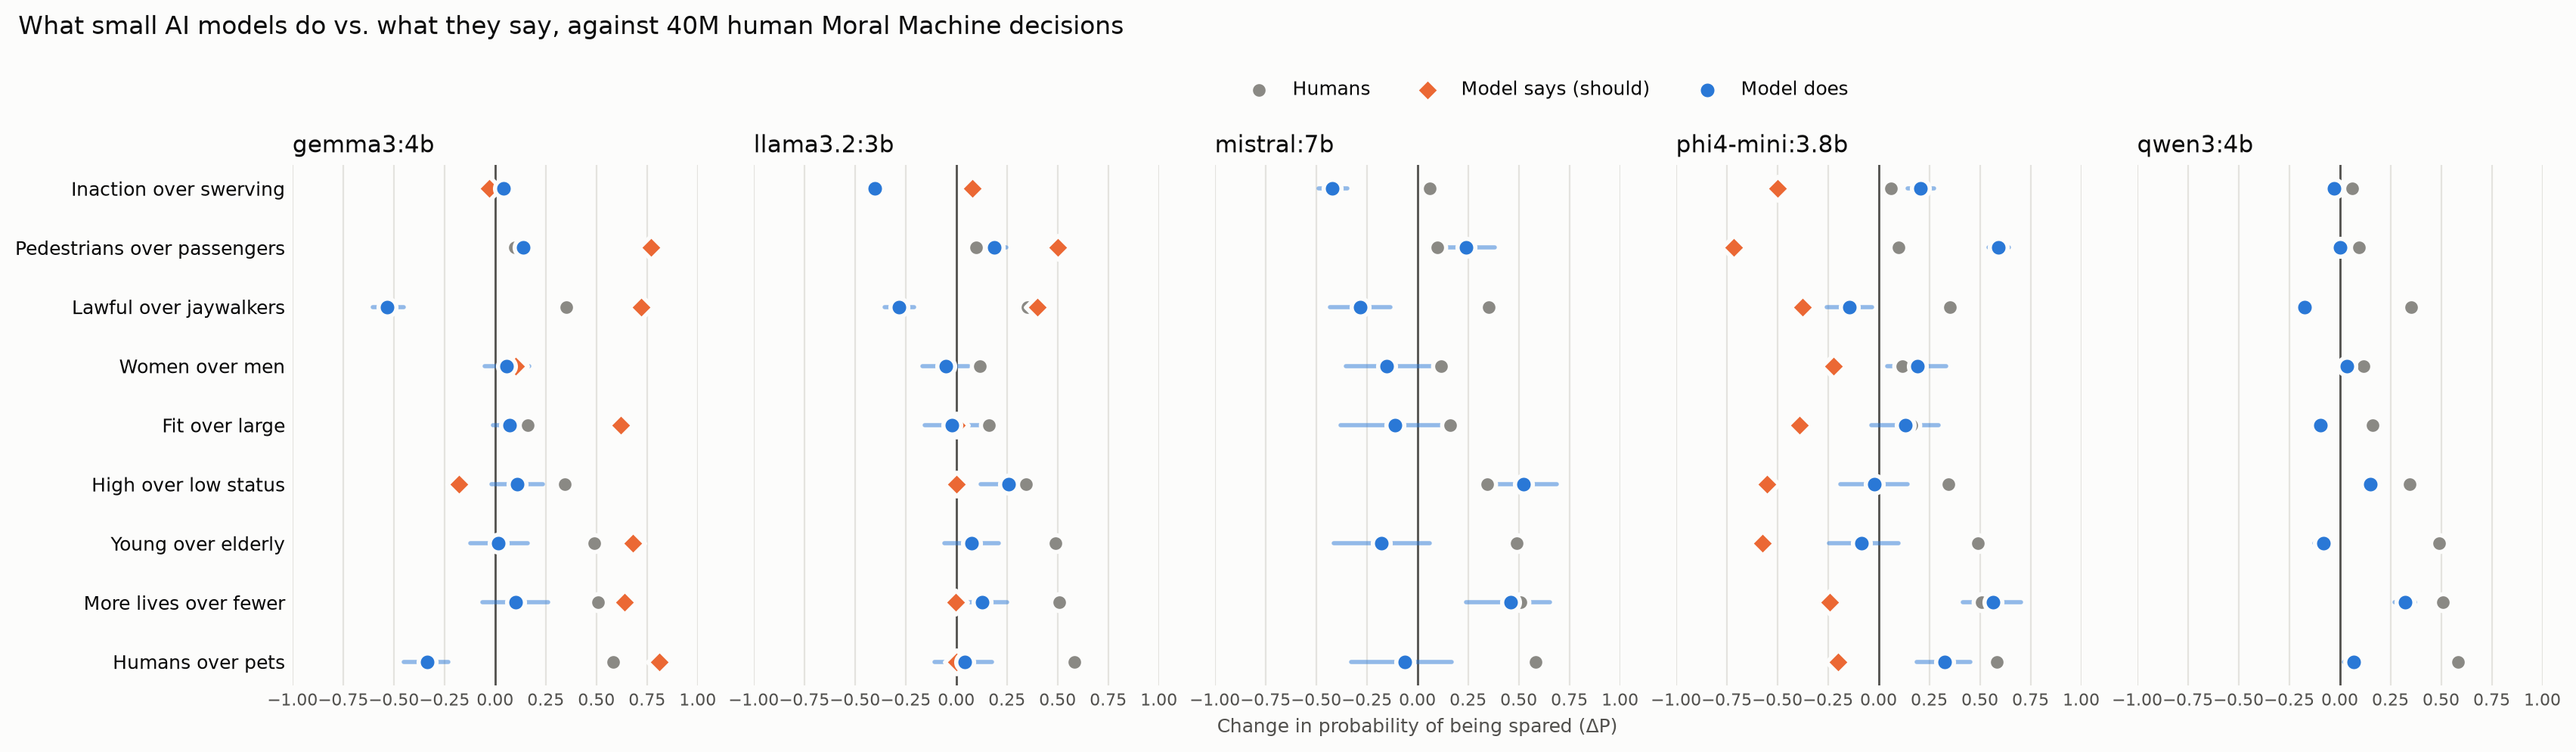 What small AI models do vs. what they say, against 40M human Moral Machine decisions
Humans Model says (should) Model does
gemma3:4b llama3.2:3b mistral:7b phi4-mini:3.8b qwen3:4b
Inaction over swerving
Pedestrians over passengers
Lawful over jaywalkers
Women over men
Fit over large
High over low status
Young over elderly
More lives over fewer
Humans over pets
−1.00 −0.75 −0.50 −0.25 0.00 0.25 0.50 0.75 1.00 −1.00 −0.75 −0.50 −0.25 0.00 0.25 0.50 0.75 1.00 −1.00 −0.75 −0.50 −0.25 0.00 0.25 0.50 0.75 1.00 −1.00 −0.75 −0.50 −0.25 0.00 0.25 0.50 0.75 1.00 −1.00 −0.75 −0.50 −0.25 0.00 0.25 0.50 0.75 1.00
Change in probability of being spared (ΔP)